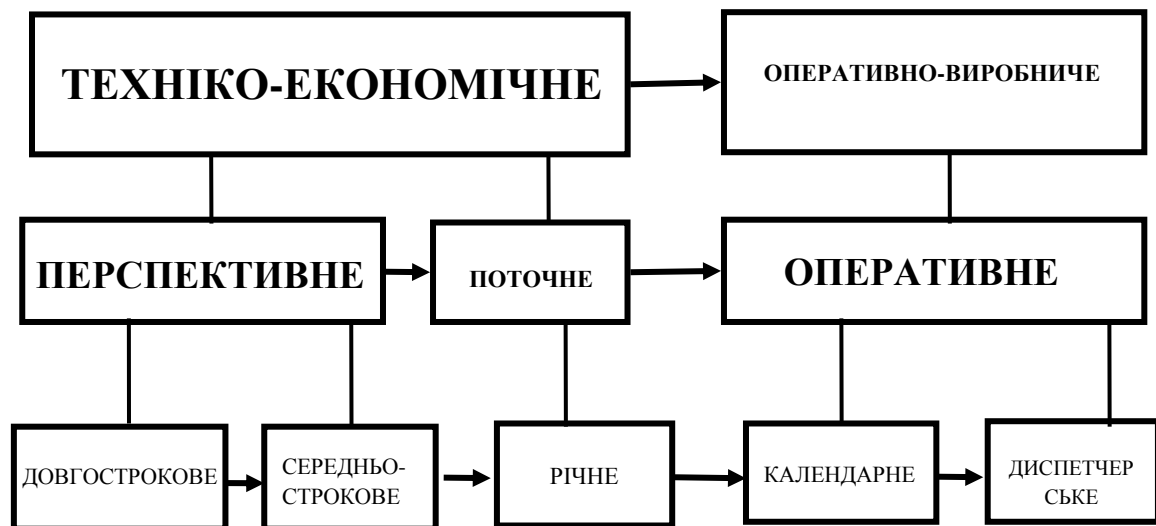 ТЕХНІКО-ЕКОНОМІЧНЕ
ОПЕРАТИВНО-ВИРОБНИЧЕ
ПЕРСПЕКТИВНЕ
ПОТОЧНЕ
ОПЕРАТИВНЕ
ДОВГОСТРОКОВЕ
СЕРЕДНЬО-
СТРОКОВЕ
РІЧНЕ
КАЛЕНДАРНЕ
ДИСПЕТЧЕР
СЬКЕ